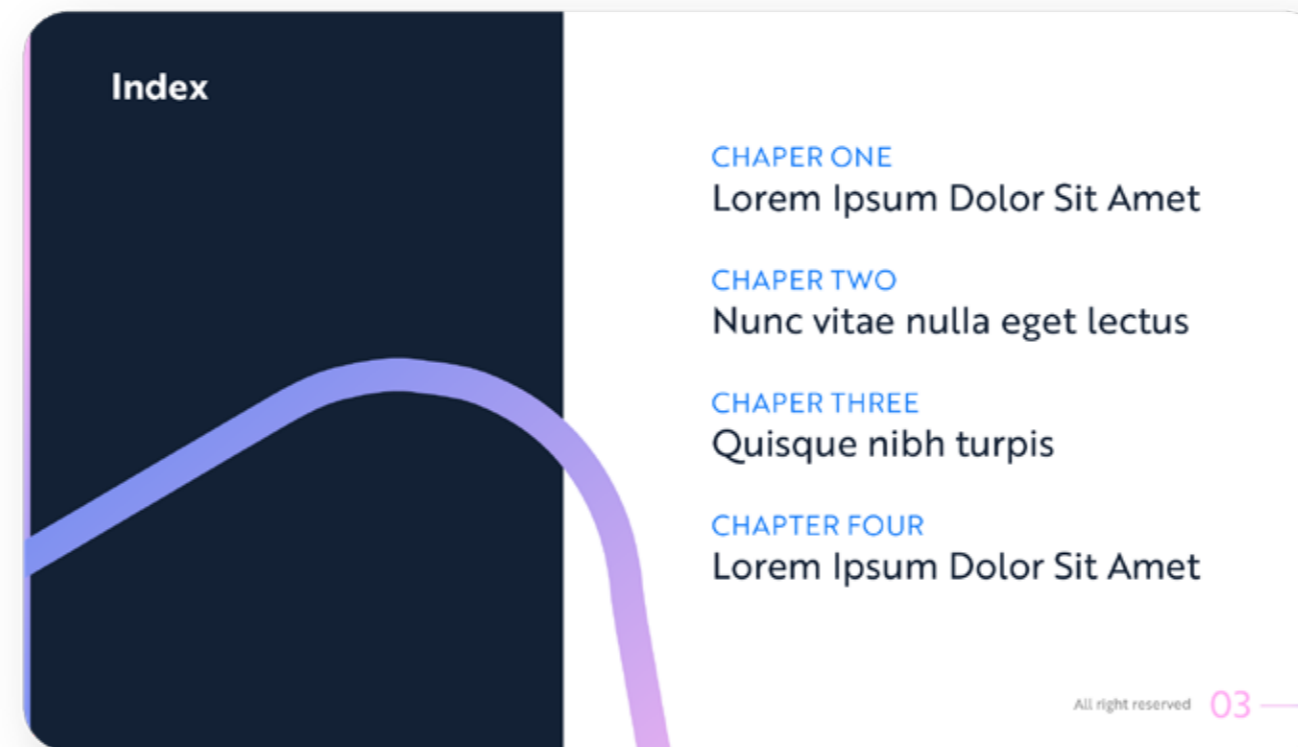 Index
CHAPER ONE
Lorem Ipsum Dolor Sit Amet
CHAPER TWO
Nunc vitae nulla eget lectus
CHAPER THREE
Quisque nibh turpis
CHAPTER FOUR
Lorem Ipsum Dolor Sit Amet
All right reserved 03